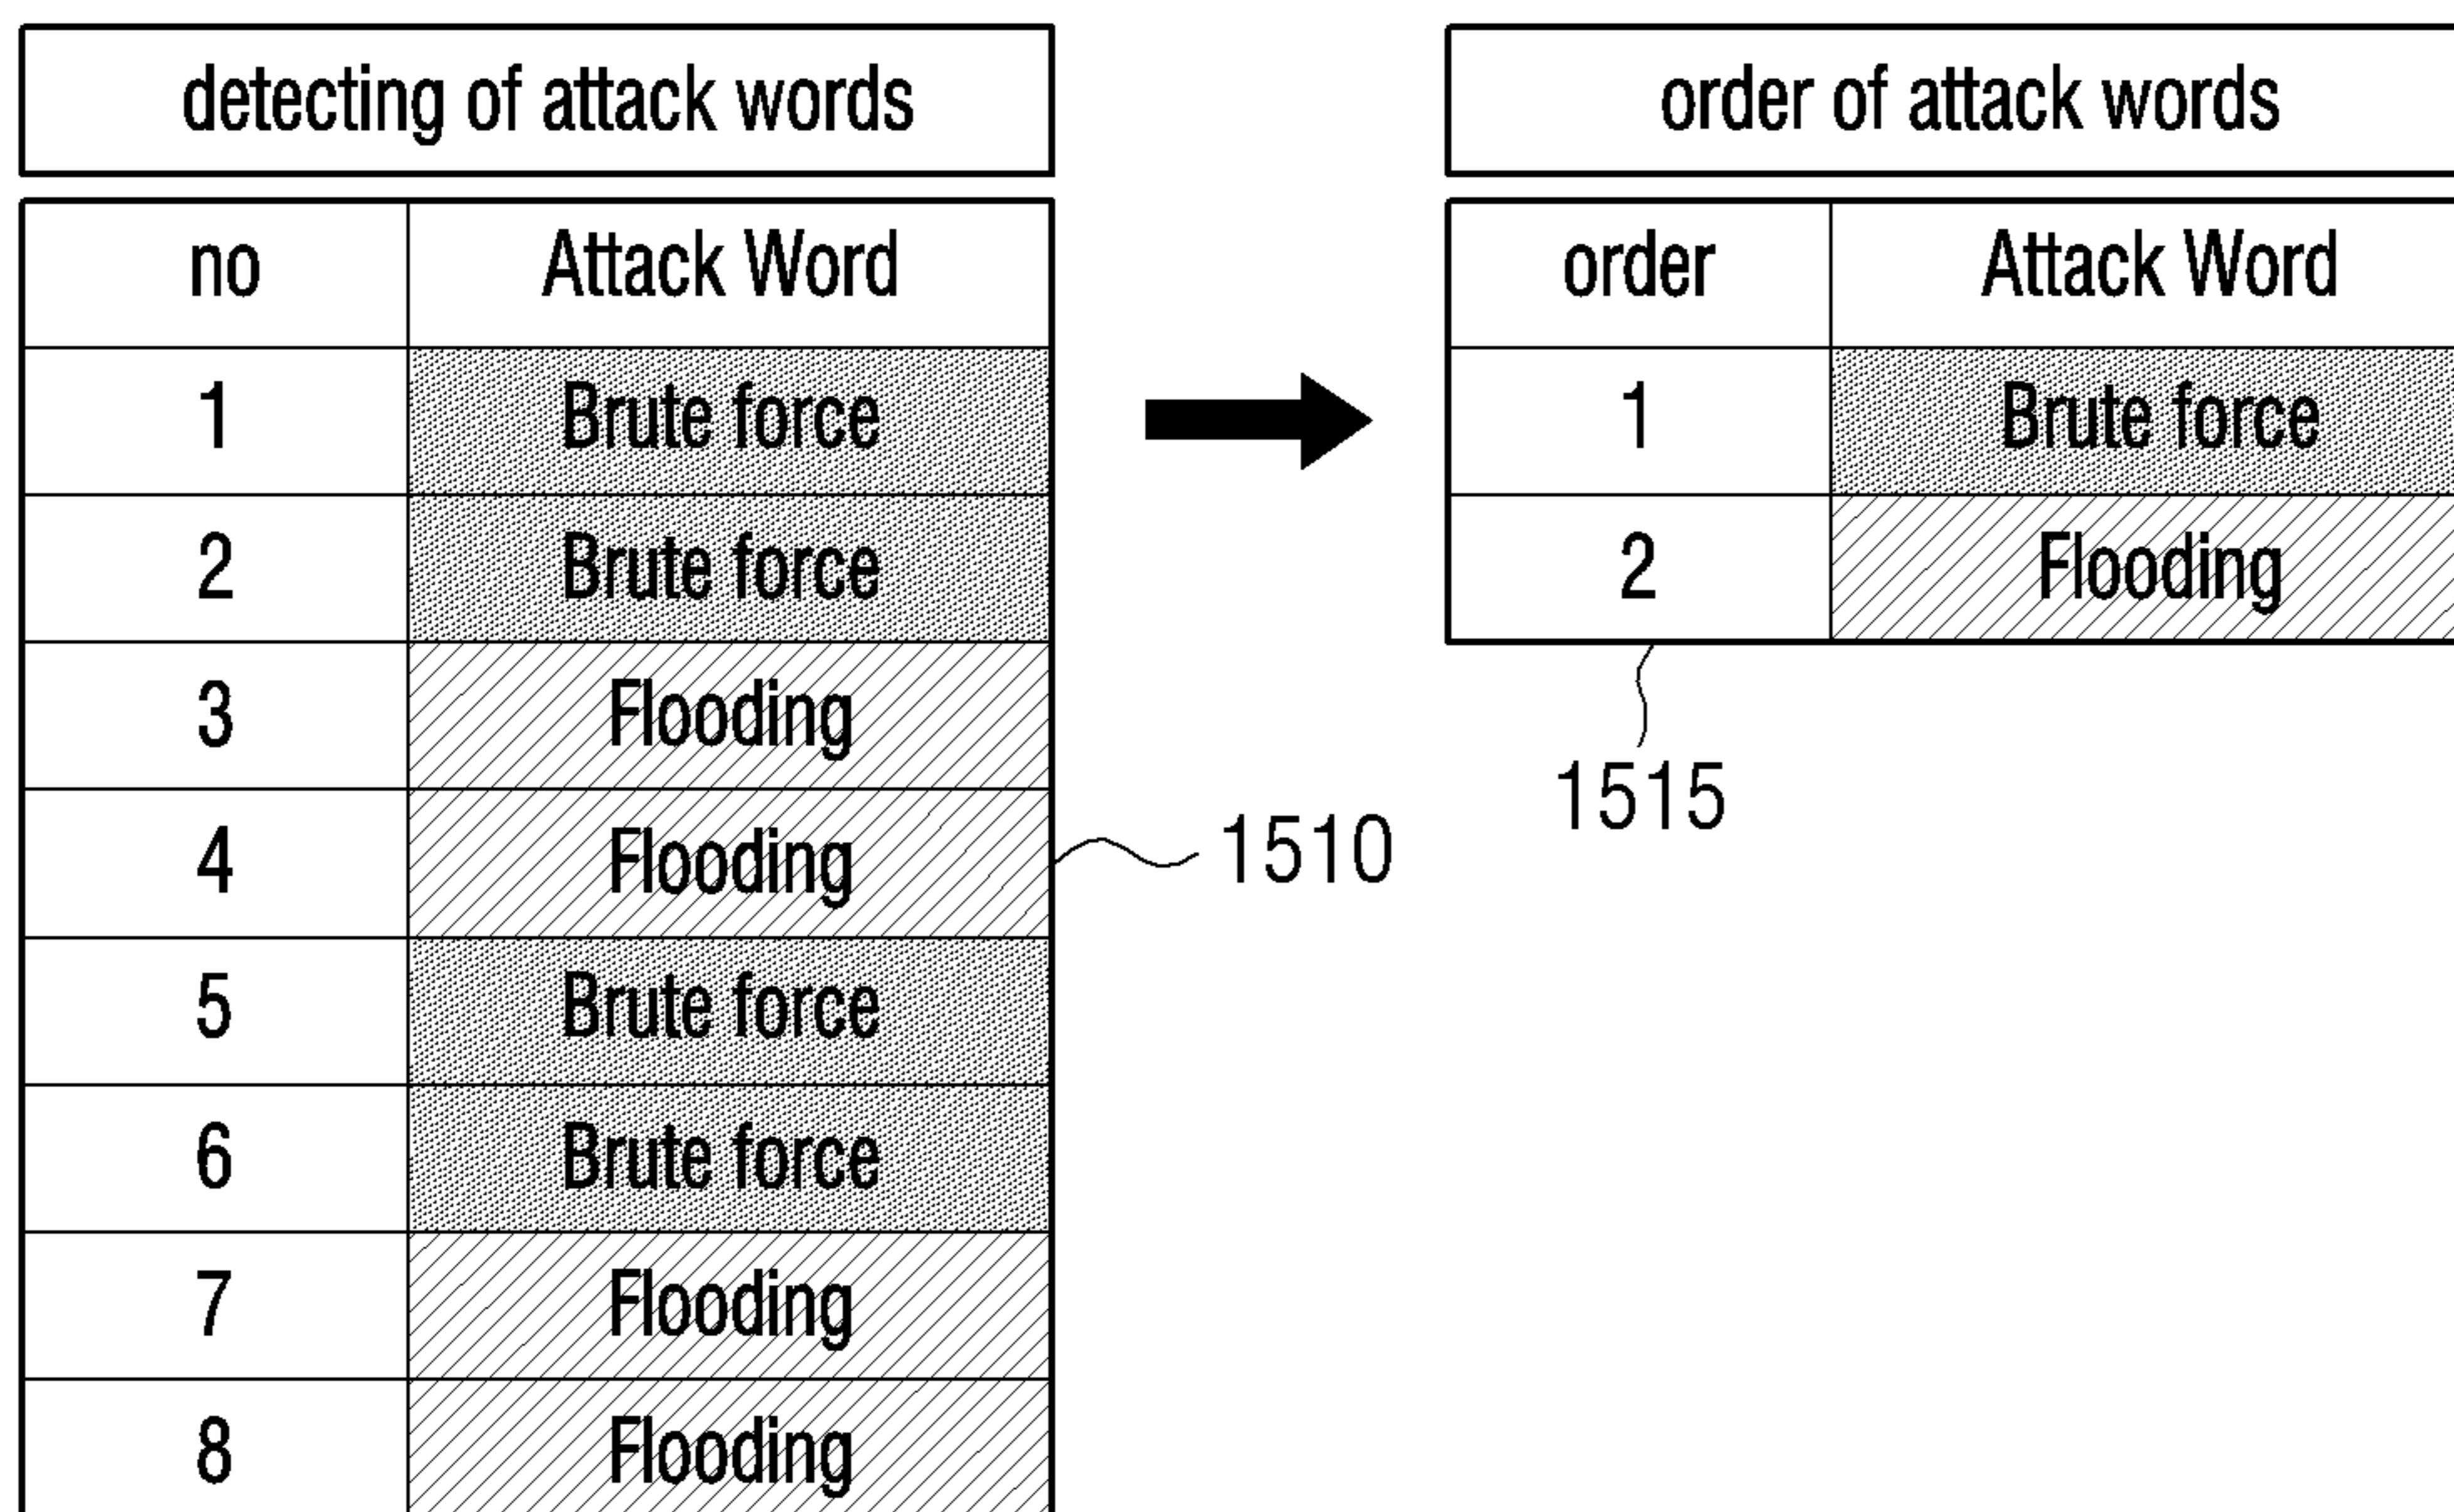 detecting of attack words
no Attack Word
1 Brute force
2 Brute force
3 Flooding
4 Flooding
5 Brute force
6 Brute force
7 Flooding
8 Flooding
1510
order of attack words
order Attack Word
1 Brute force
2 Flooding
1515